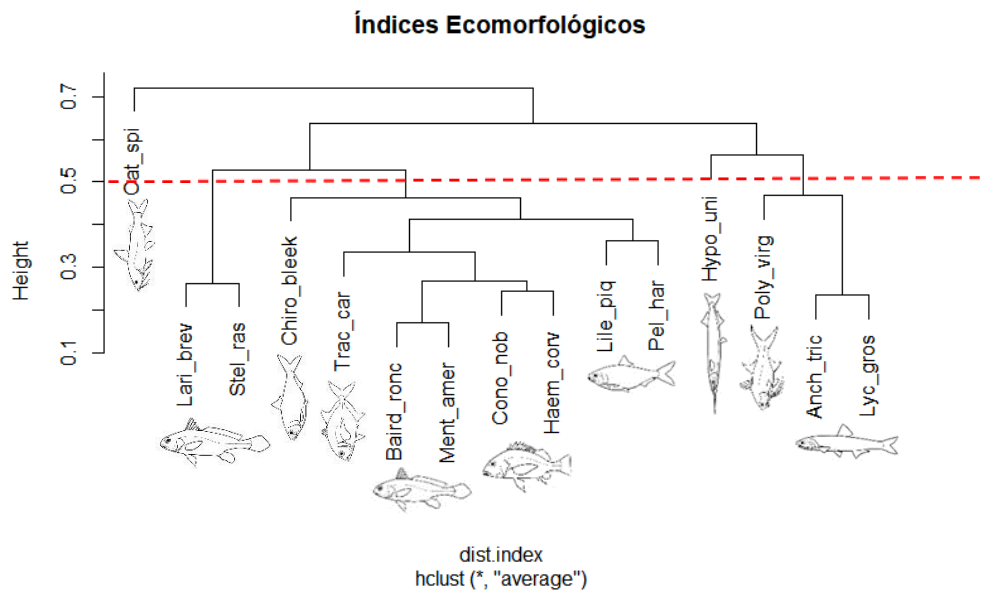 Índices Ecomorfológicos
Height
0.7
0.5
0.3
0.1
Oat_spi
Lari_brev
Stel_ras
Chiro_bleek
Trac_car
Baird_ronc
Ment_amer
Cono_nob
Haem_corv
Lile_piq
Pel_har
Hypo_uni
Poly_virg
Anch_tric
Lyc_gros
dist.index
hclust (*, "average")